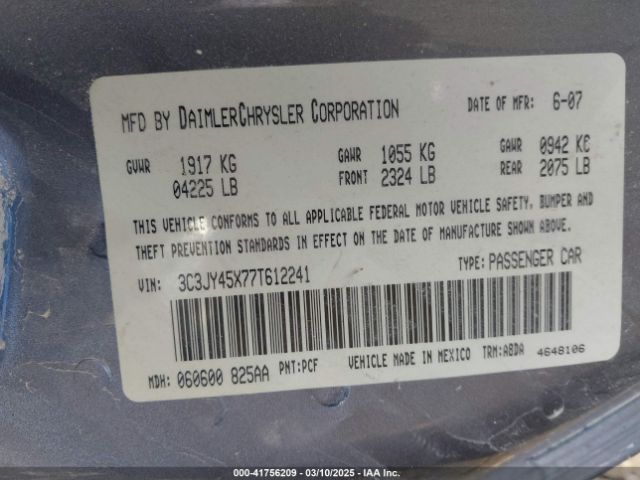 MFD BY DAIMLERCHRYSLER CORPORATION DATE OF MFR: 6-07
GVWR 1917 KG GAWR 1055 KG GAWR 0942 KG
04225 LB FRONT 2324 LB REAR 2075 LB
THIS VEHICLE CONFORMS TO ALL APPLICABLE FEDERAL MOTOR VEHICLE SAFETY, BUMPER AND
THEFT PREVENTION STANDARDS IN EFFECT ON THE DATE OF MANUFACTURE SHOWN ABOVE.
VIN: 3C3JY45X77T612241 TYPE: PASSENGER CAR
MDH: 060600 825AA PNT:PCF VEHICLE MADE IN MEXICO TRM:A8DA 4648106
000-41756209 - 03/10/2025 - IAA Inc.